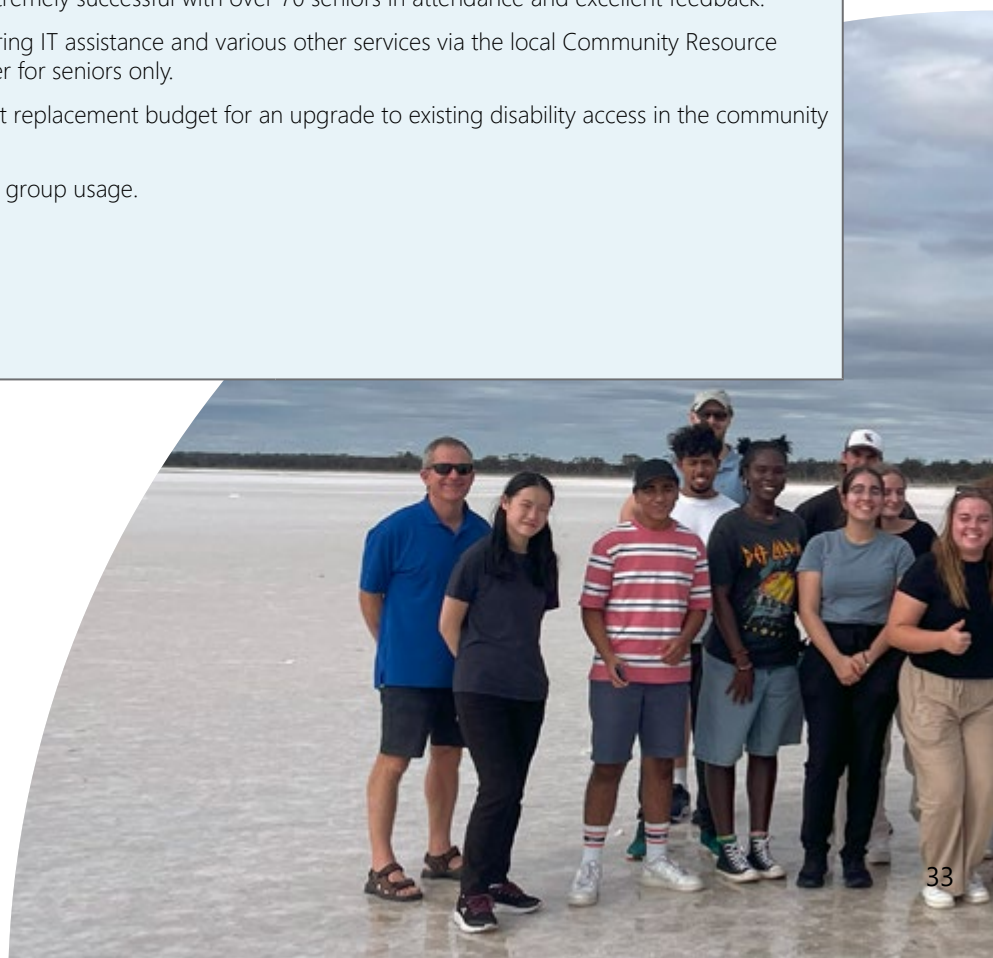 tremely successful with over 70 seniors in attendance and excellent feedback.
ring IT assistance and various other services via the local Community Resource
er for seniors only.
t replacement budget for an upgrade to existing disability access in the community
group usage.
DEF LEPPARD
33